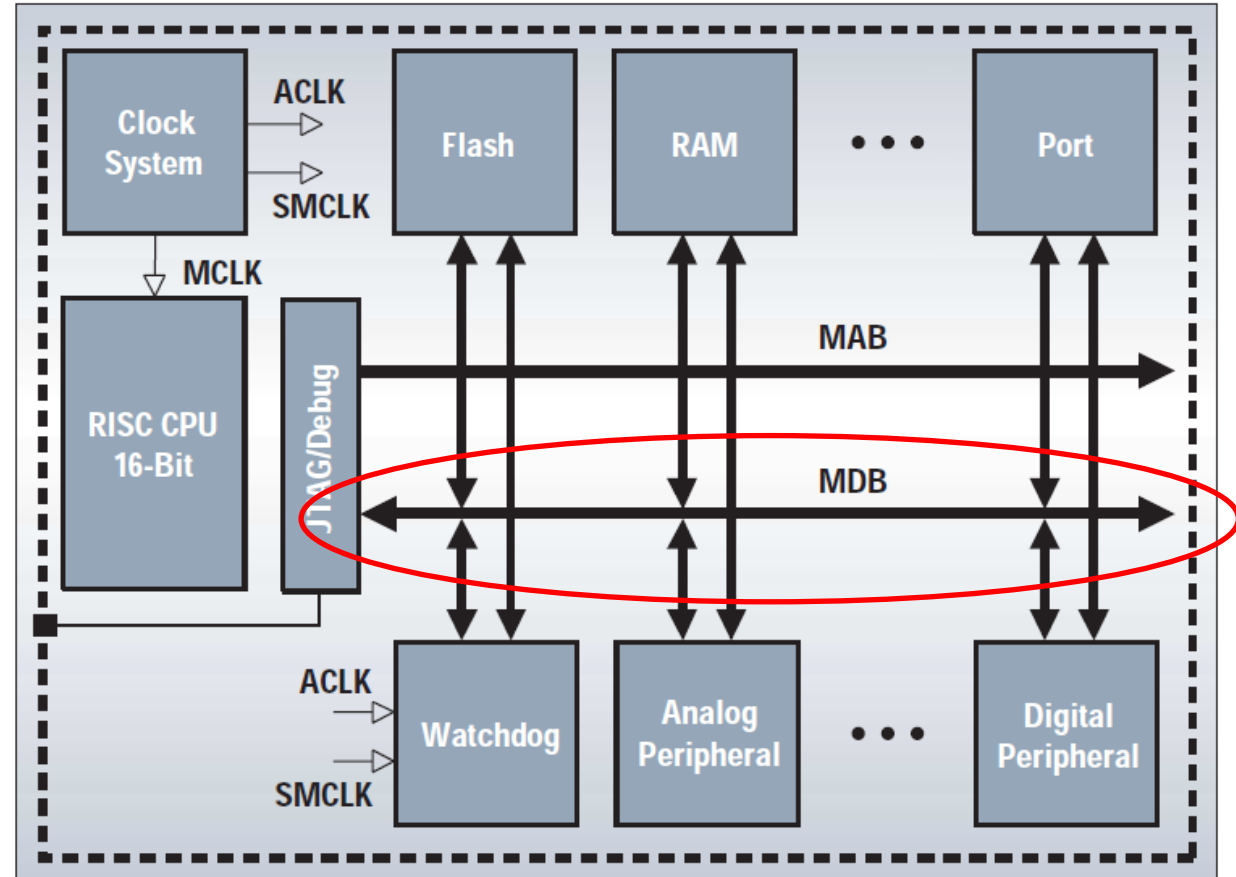 Clock
System
ACLK
SMCLK
MCLK
Flash
RAM
Port
RISC CPU
16-Bit
JTAG/Debug
MAB
MDB
ACLK
SMCLK
Watchdog
Analog
Peripheral
Digital
Peripheral